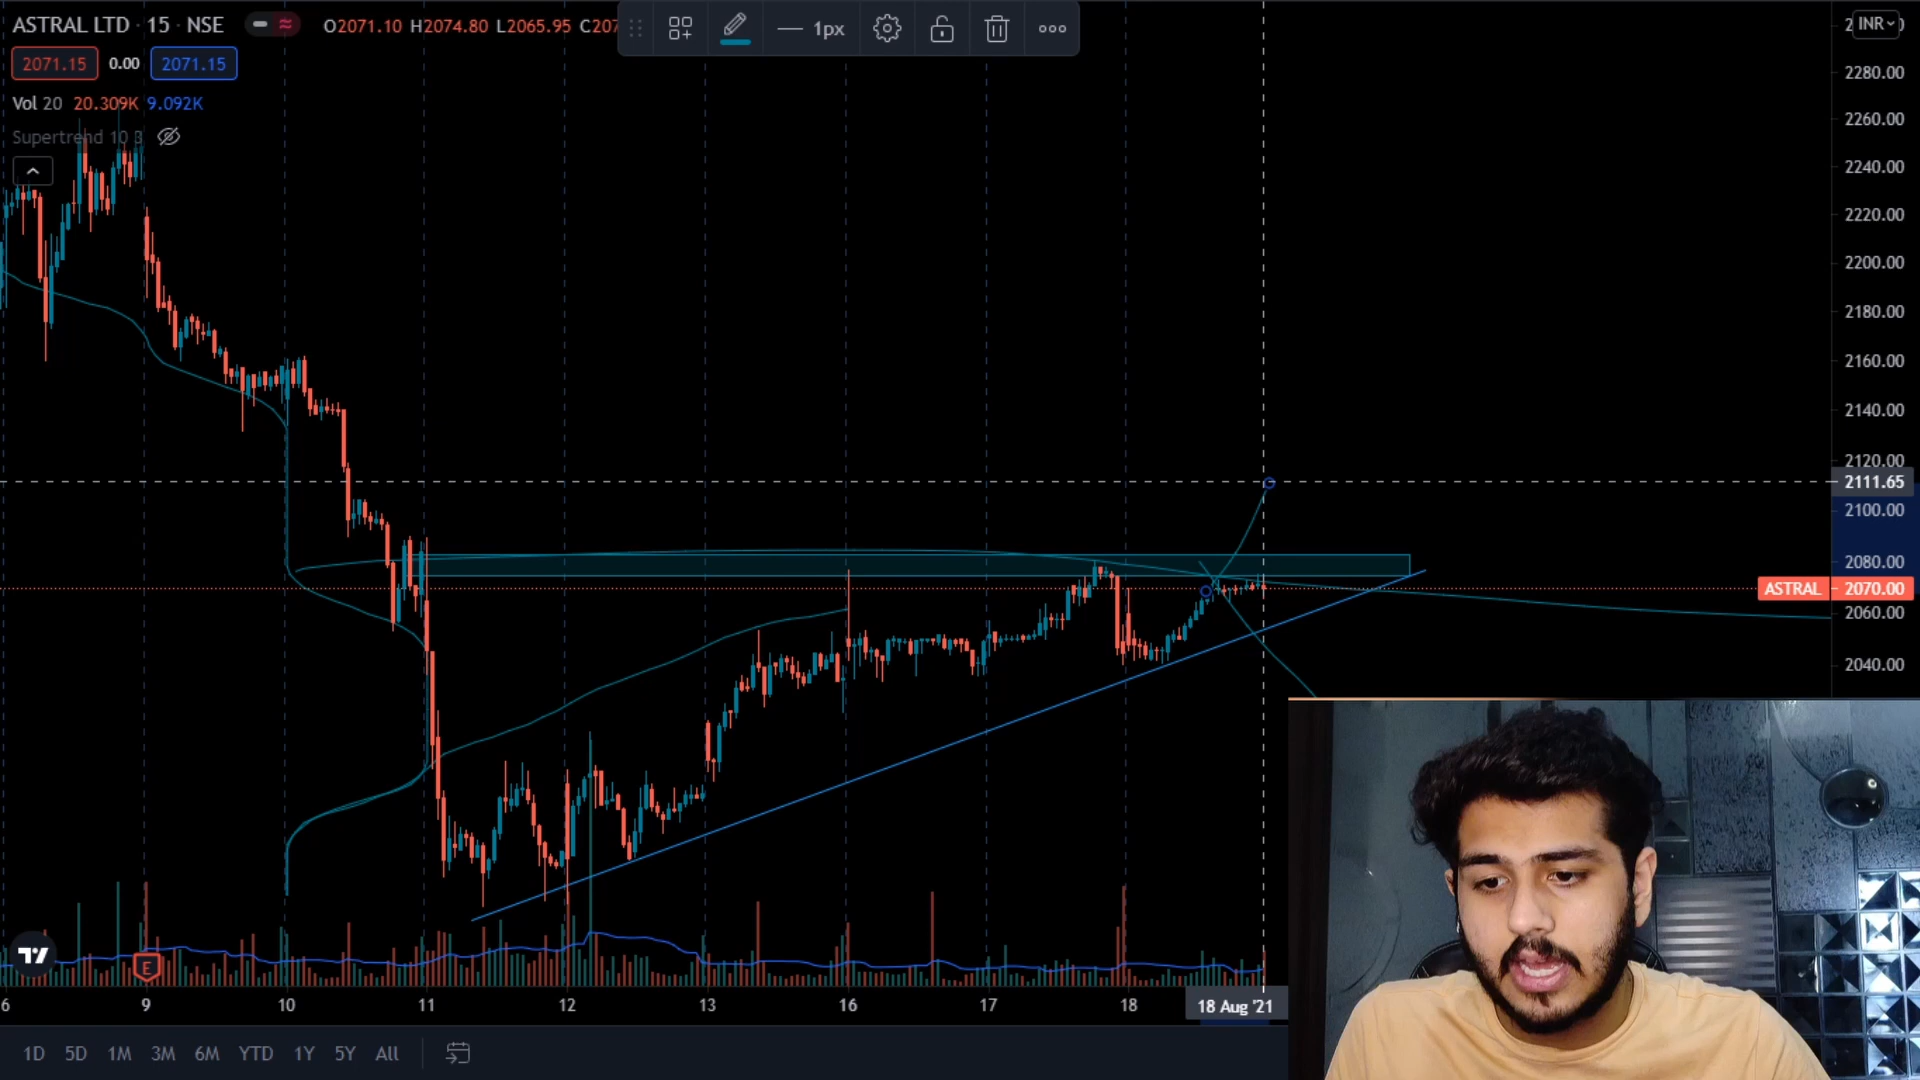 ASTRAL LTD · 15 · NSE
O2071.10 H2074.80 L2065.95 C207
1px
INR
2071.15 0.00 2071.15
Vol 20 20.309K 9.092K
Supertrend 10 3
2280.00
2260.00
2240.00
2220.00
2200.00
2180.00
2160.00
2140.00
2120.00
2111.65
2100.00
2080.00
ASTRAL 2070.00
2060.00
2040.00
E
6 9 10 11 12 13 16 17 18 18 Aug '21
1D 5D 1M 3M 6M YTD 1Y 5Y All